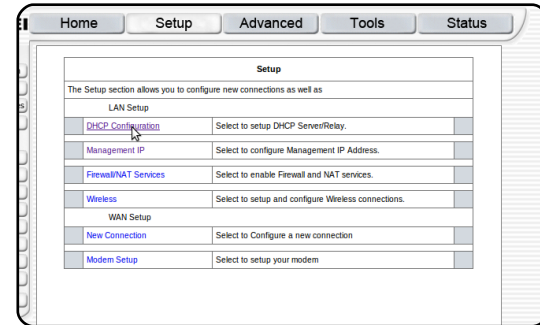 Home Setup Advanced Tools Status
Setup
The Setup section allows you to configure new connections as well as
LAN Setup
DHCP Configuration Select to setup DHCP Server/Relay.
Management IP Select to configure Management IP Address.
Firewall/NAT Services Select to enable Firewall and NAT services.
Wireless Select to setup and configure Wireless connections.
WAN Setup
New Connection Select to Configure a new connection
Modem Setup Select to setup your modem